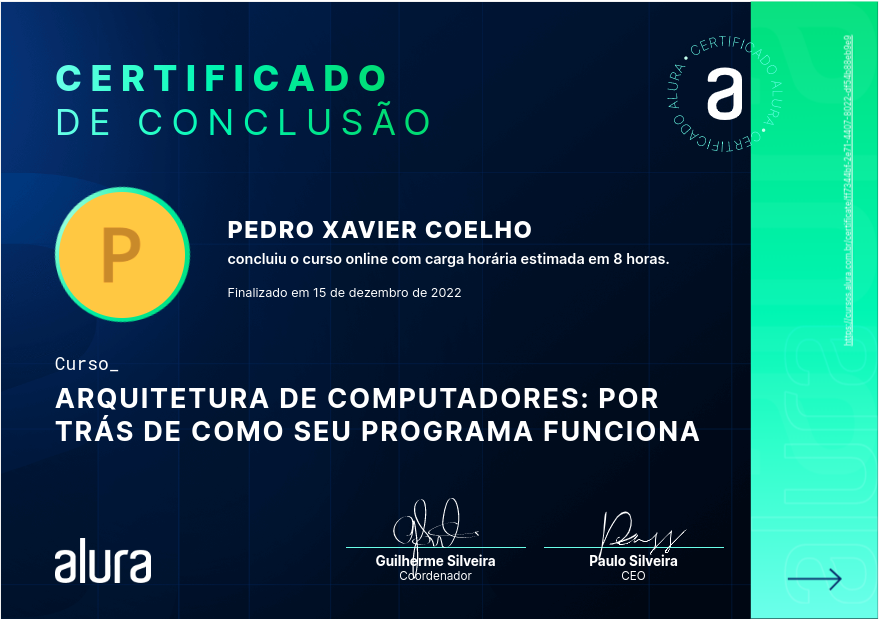 CERTIFICADO
DE CONCLUSÃO
CERTIFICADO ALURA • CERTIFICADO ALURA •
a
P
PEDRO XAVIER COELHO
concluiu o curso online com carga horária estimada em 8 horas.
Finalizado em 15 de dezembro de 2022
Curso_
ARQUITETURA DE COMPUTADORES: POR
TRÁS DE COMO SEU PROGRAMA FUNCIONA
alura
Guilherme Silveira
Coordenador
Paulo Silveira
CEO
alura